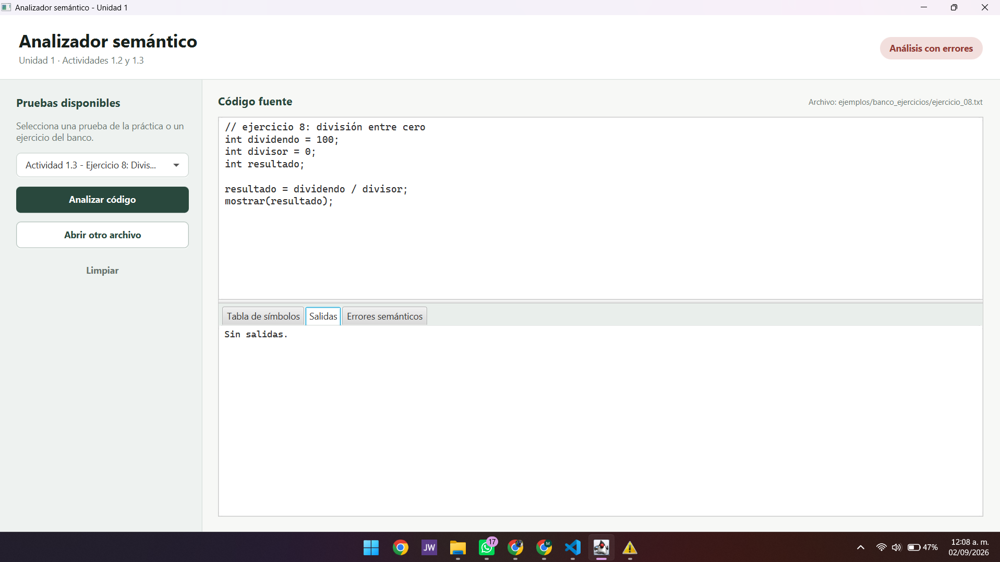 Analizador semántico - Unidad 1
Analizador semántico
Unidad 1 · Actividades 1.2 y 1.3
Análisis con errores
Pruebas disponibles
Selecciona una prueba de la práctica o un
ejercicio del banco.
Actividad 1.3 - Ejercicio 8: Divis...
Analizar código
Abrir otro archivo
Limpiar
Código fuente
Archivo: ejemplos/banco_ejercicios/ejercicio_08.txt
// ejercicio 8: división entre cero
int dividendo = 100;
int divisor = 0;
int resultado;
resultado = dividendo / divisor;
mostrar(resultado);
Tabla de símbolos
Salidas
Errores semánticos
Sin salidas.
JW
17
M
47%
12:08 a. m.
02/09/2026